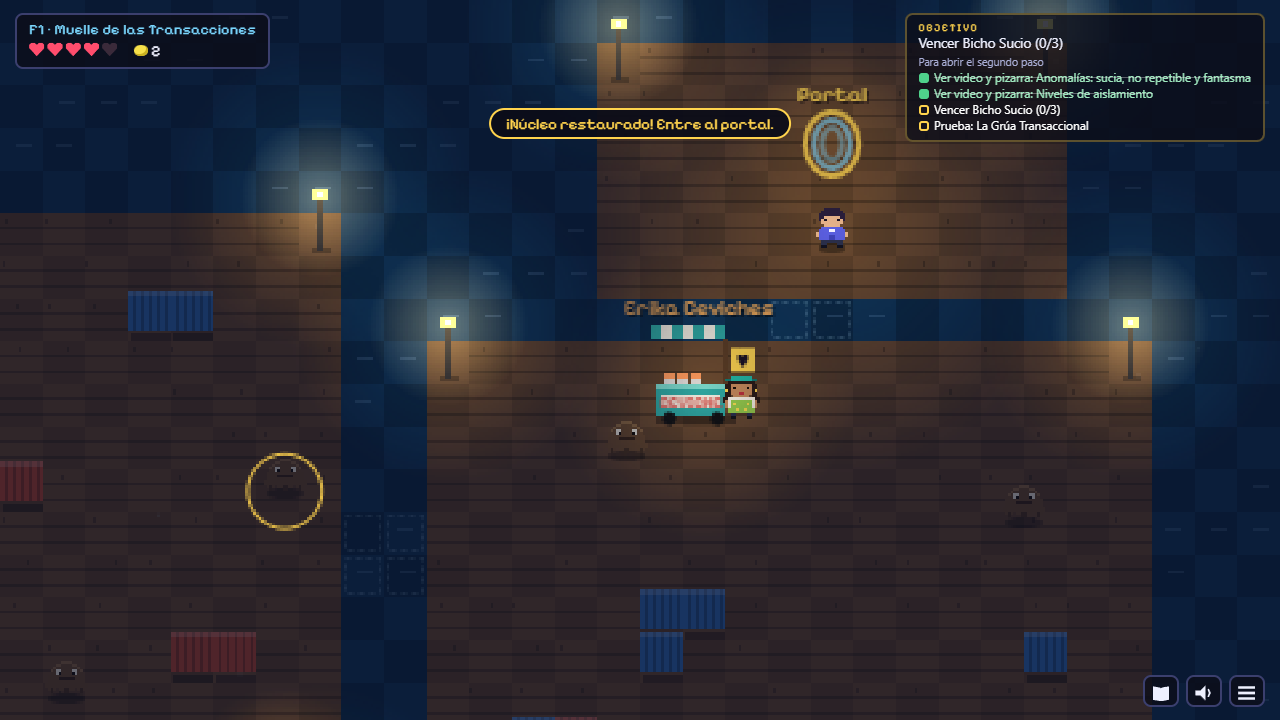 F1 · Muelle de las Transacciones
2
OBJETIVO
Vencer Bicho Sucio (0/3)
Para abrir el segundo paso
Ver video y pizarra: Anomalías: sucia, no repetible y fantasma
Ver video y pizarra: Niveles de aislamiento
Vencer Bicho Sucio (0/3)
Prueba: La Grúa Transaccional
Portal
¡Núcleo restaurado! Entre al portal.
Erika Ceviches